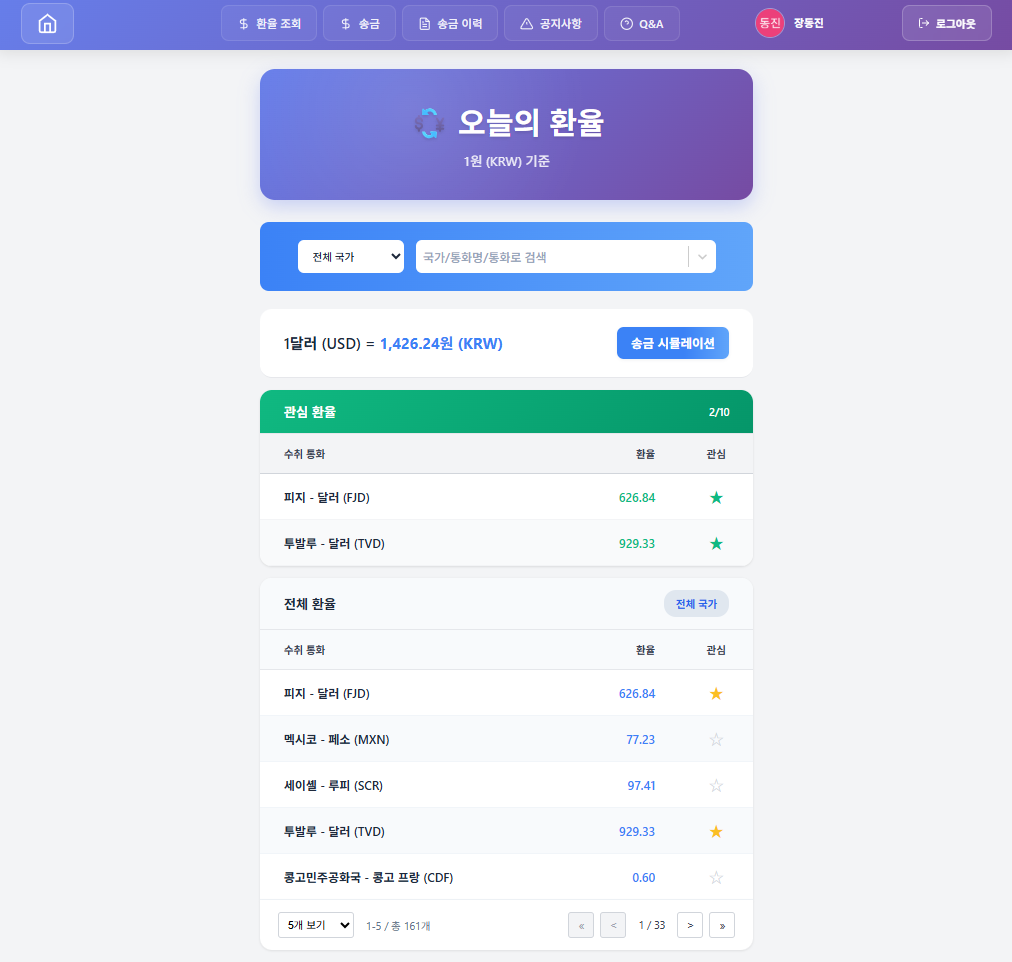 환율 조회 송금 송금 이력 공지사항 Q&A 동진 장동진 로그아웃
오늘의 환율
1원 (KRW) 기준
전체 국가 국가/통화명/통화로 검색
1달러 (USD) = 1,426.24원 (KRW) 송금 시뮬레이션
관심 환율 2/10
수취 통화 환율 관심
피지 - 달러 (FJD) 626.84 ★
투발루 - 달러 (TVD) 929.33 ★
전체 환율 전체 국가
수취 통화 환율 관심
피지 - 달러 (FJD) 626.84 ★
멕시코 - 페소 (MXN) 77.23 ☆
세이셸 - 루피 (SCR) 97.41 ☆
투발루 - 달러 (TVD) 929.33 ★
콩고민주공화국 - 콩고 프랑 (CDF) 0.60 ☆
5개 보기 1-5 / 총 161개 « < 1 / 33 > »